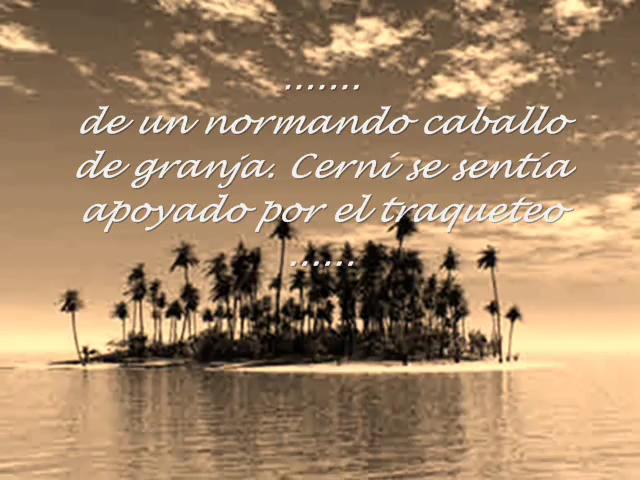 .......
de un normando caballo
de granja. Cerní se sentía
apoyado por el traqueteo
......